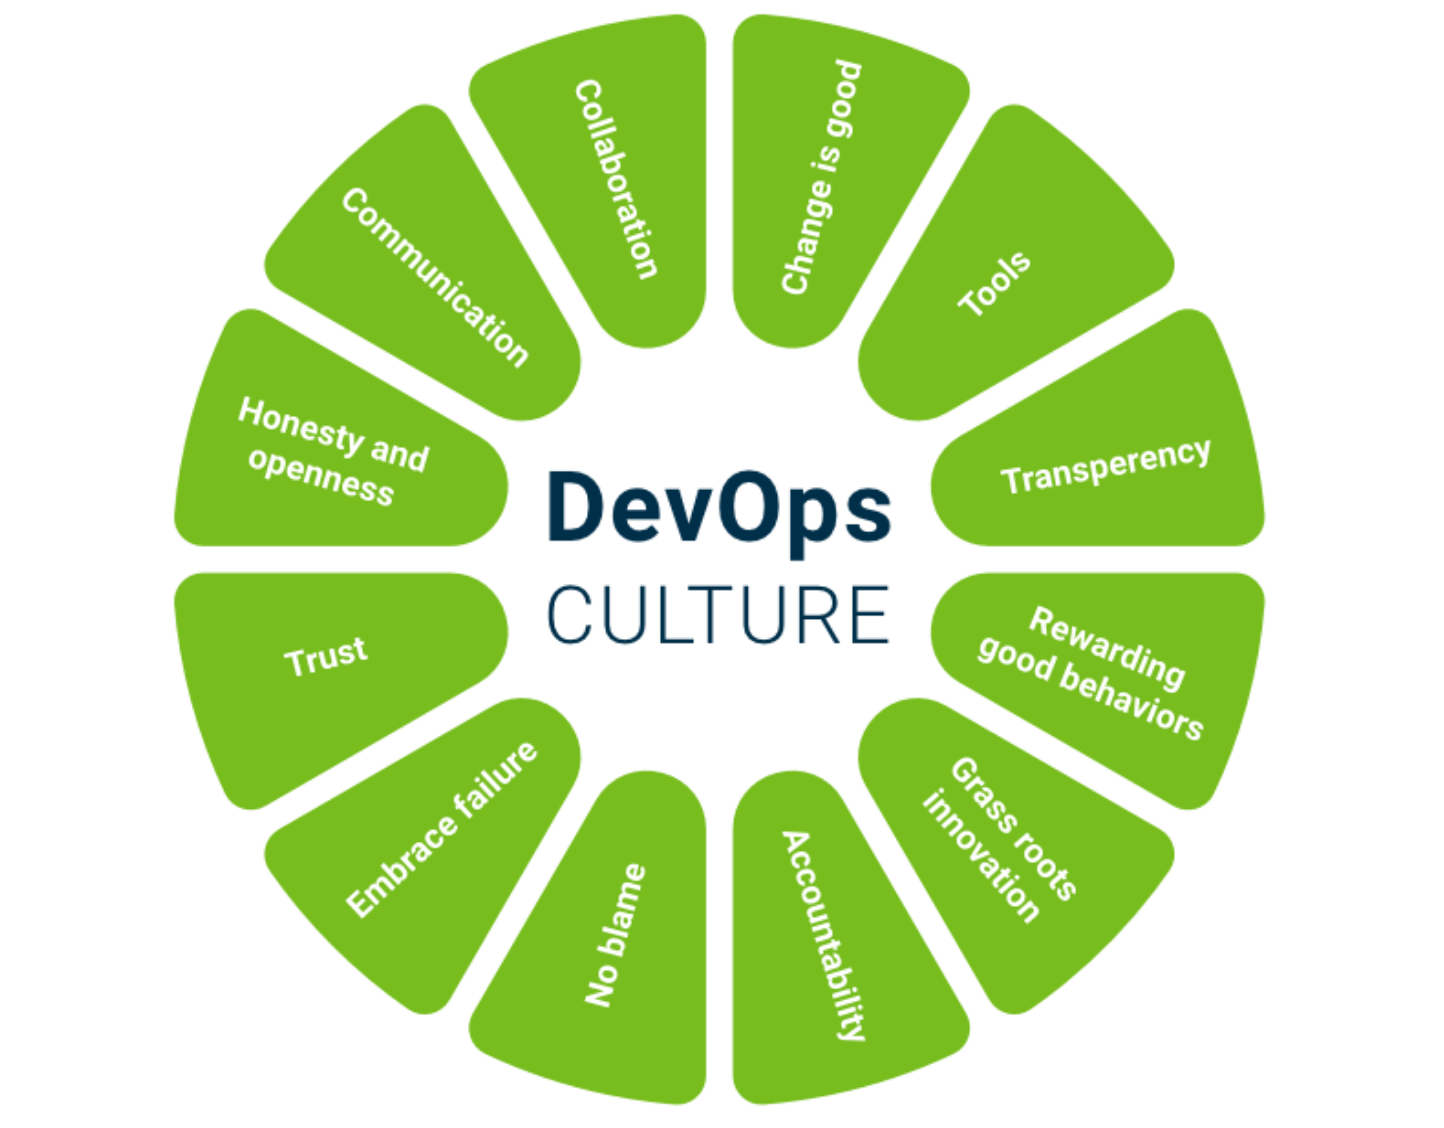 DevOps
CULTURE
Change is good
Tools
Transperency
Rewarding
good behaviors
Grass roots
innovation
Accountability
No blame
Embrace failure
Trust
Honesty and
openness
Communication
Collaboration